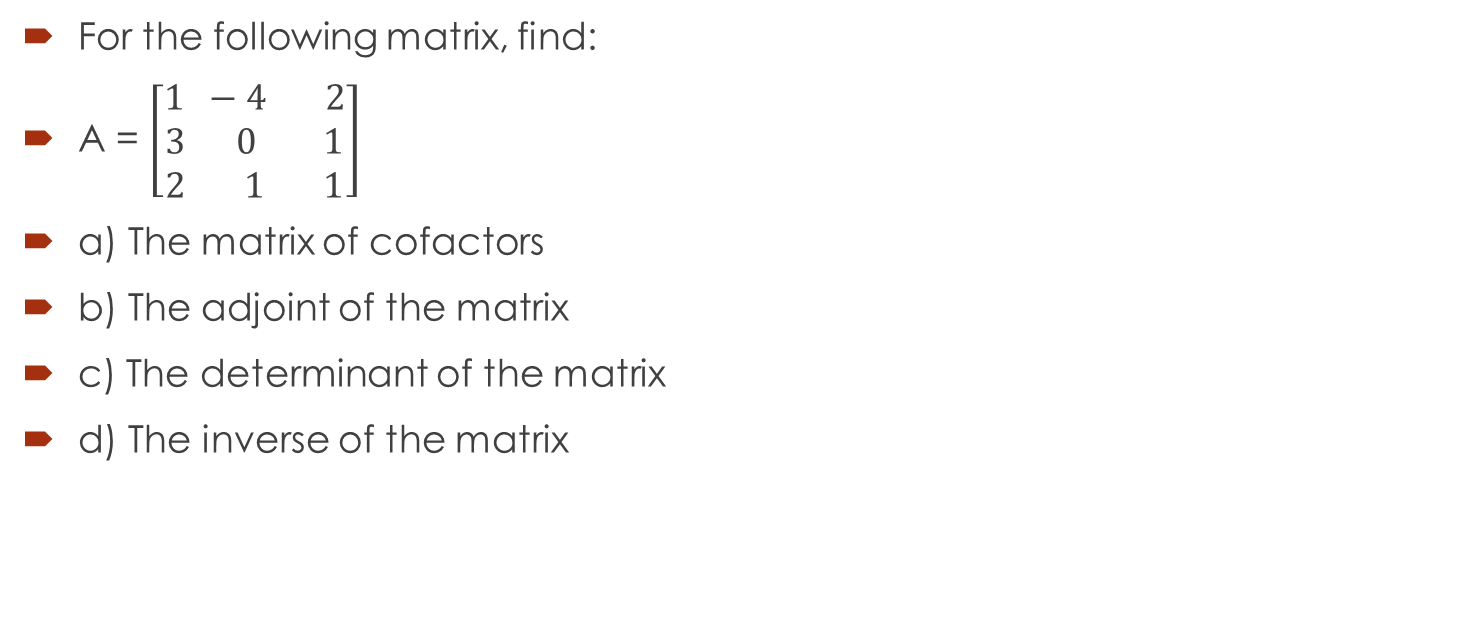 For the following matrix, find:
A = [1 − 4 2
3 0 1
2 1 1]
a) The matrix of cofactors
b) The adjoint of the matrix
c) The determinant of the matrix
d) The inverse of the matrix